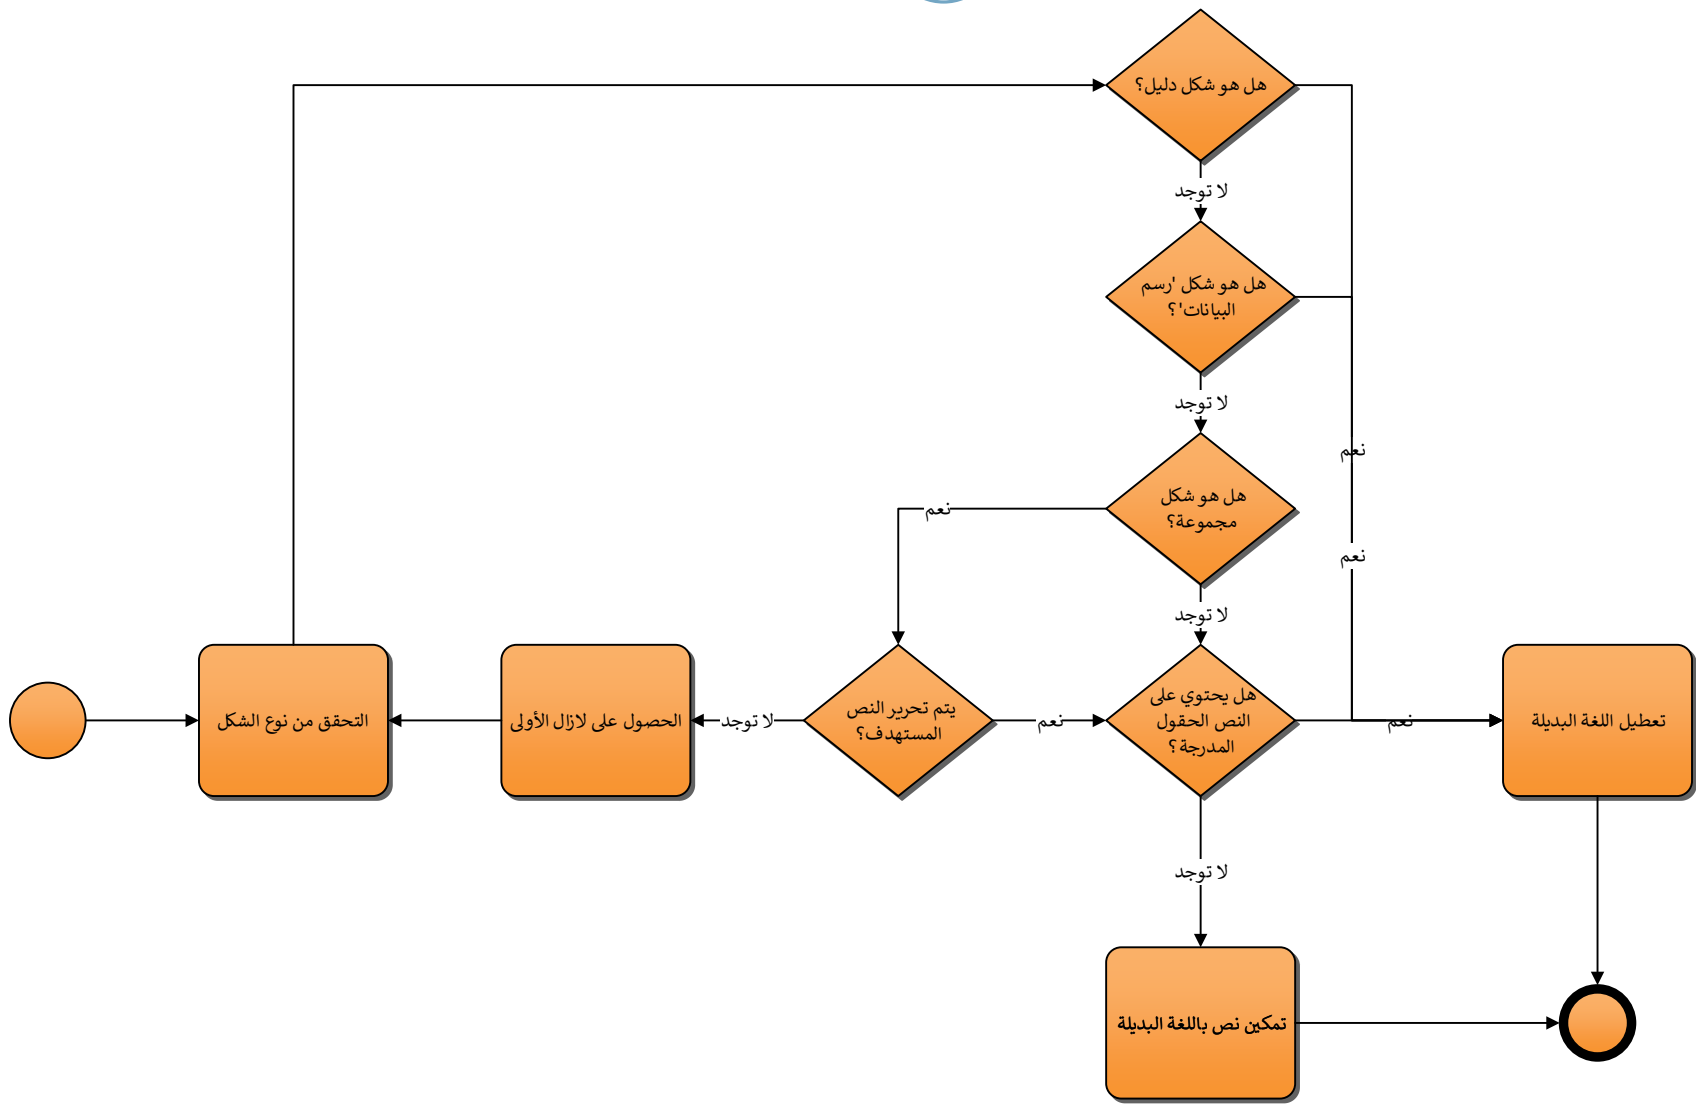 هل هو شكل دليل؟
لا توجد
هل هو شكل 'رسم
البيانات'؟
لا توجد
نعم
هل هو شكل
مجموعة؟
نعم
نعم
لا توجد
التحقق من نوع الشكل
الحصول على لازال الأولى
لا توجد
يتم تحرير النص
المستهدف؟
نعم
هل يحتوي على
النص الحقول
المدرجة؟
نعم
تعطيل اللغة البديلة
لا توجد
تمكين نص باللغة البديلة